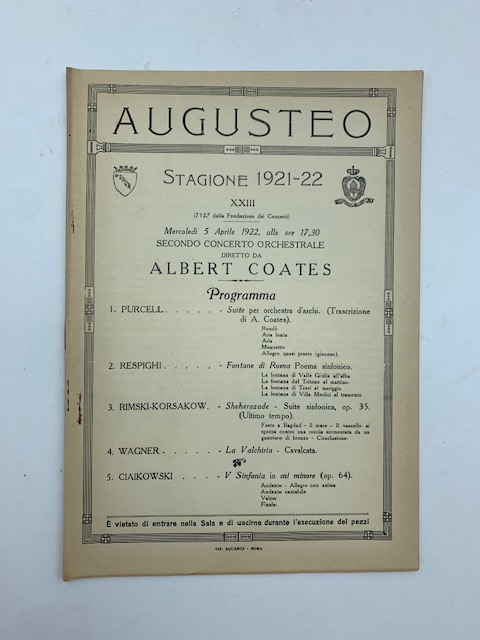 AUGUSTEO
STAGIONE 1921-22
XXIII
(712.ª dalla Fondazione dei Concerti)
Mercoledì 5 Aprile 1922, alle ore 17,30
SECONDO CONCERTO ORCHESTRALE
DIRETTO DA
ALBERT COATES
Programma
1. PURCELL. . . . . . - Suite per orchestra d'archi. (Trascrizione
di A. Coates).
Rondò
Aria lenta
Aria
Minuetto
Allegro quasi presto (giocoso).
2. RESPIGHI . . . . . - Fontane di Roma Poema sinfonico.
La fontana di Valle Giulia all'alba
La fontana del Tritone al mattino
La fontana di Trevi al meriggio
La fontana di Villa Medici al tramonto
3. RIMSKI-KORSAKOW. - Sheherazade - Suite sinfonica, op. 35.
(Ultimo tempo).
Festa a Bagdad - Il mare - Il vascello si
spezza contro una roccia sormontata da un
guerriero di bronzo - Conclusione.
4. WAGNER . . . . . . - La Valchiria - Cavalcata.
5. CIAIKOWSKI . . . . - V Sinfonia in mi minore (op. 64).
Andante - Allegro con anima
Andante cantabile
Valzer
Finale.
È vietato di entrare nella Sala e di uscirne durante l'esecuzione dei pezzi
TIP. SQUARCI - ROMA